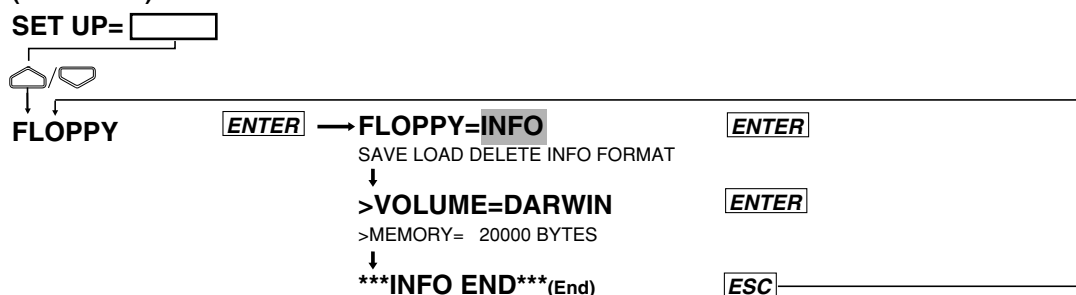 SET UP=
/
FLOPPY ENTER FLOPPY=INFO ENTER
SAVE LOAD DELETE INFO FORMAT
>VOLUME=DARWIN ENTER
>MEMORY= 20000 BYTES
***INFO END***(End) ESC